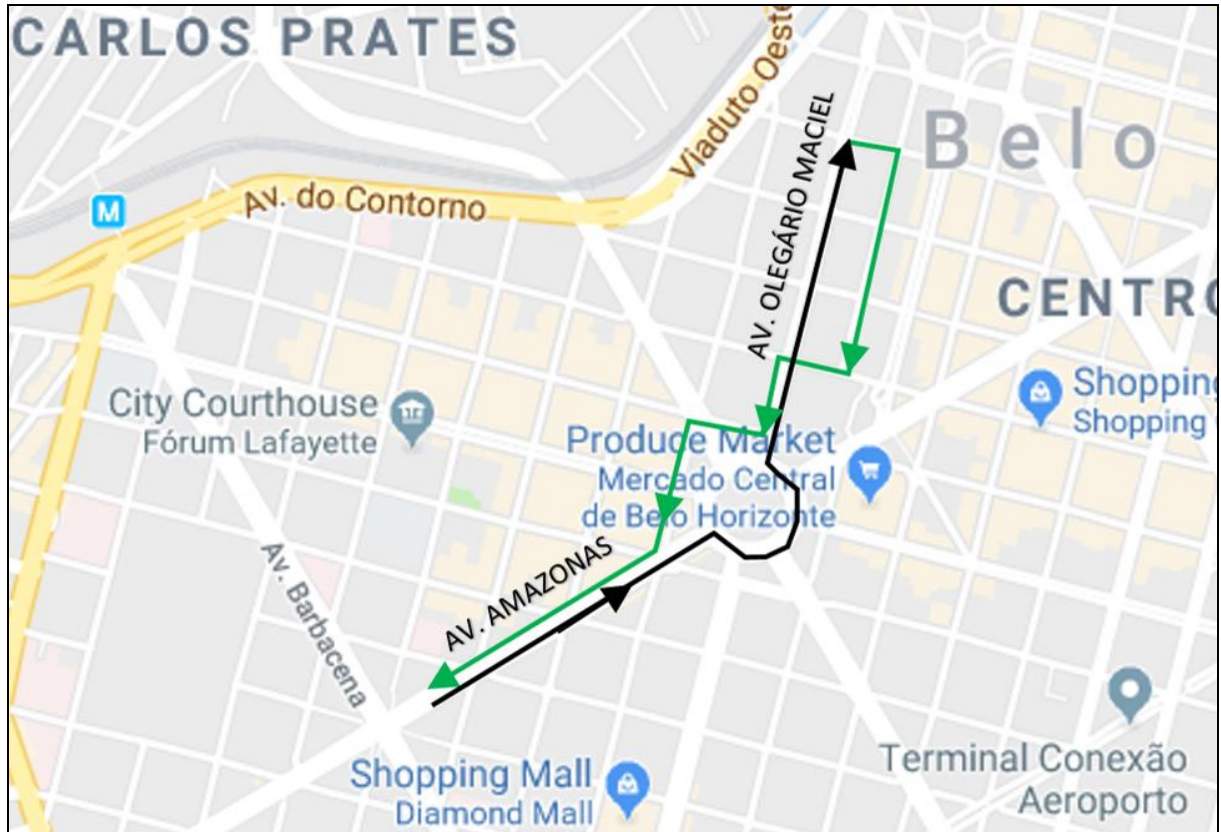 CARLOS PRATES
Viaduto Oeste
AV. OLEGÁRIO MACIEL
Belo
M
Av. do Contorno
CENTRO
Shopping
Shopping
City Courthouse
Fórum Lafayette
Produce Market
Mercado Central
de Belo Horizonte
Av. Barbacena
AV. AMAZONAS
Terminal Conexão
Aeroporto
Shopping Mall
Diamond Mall